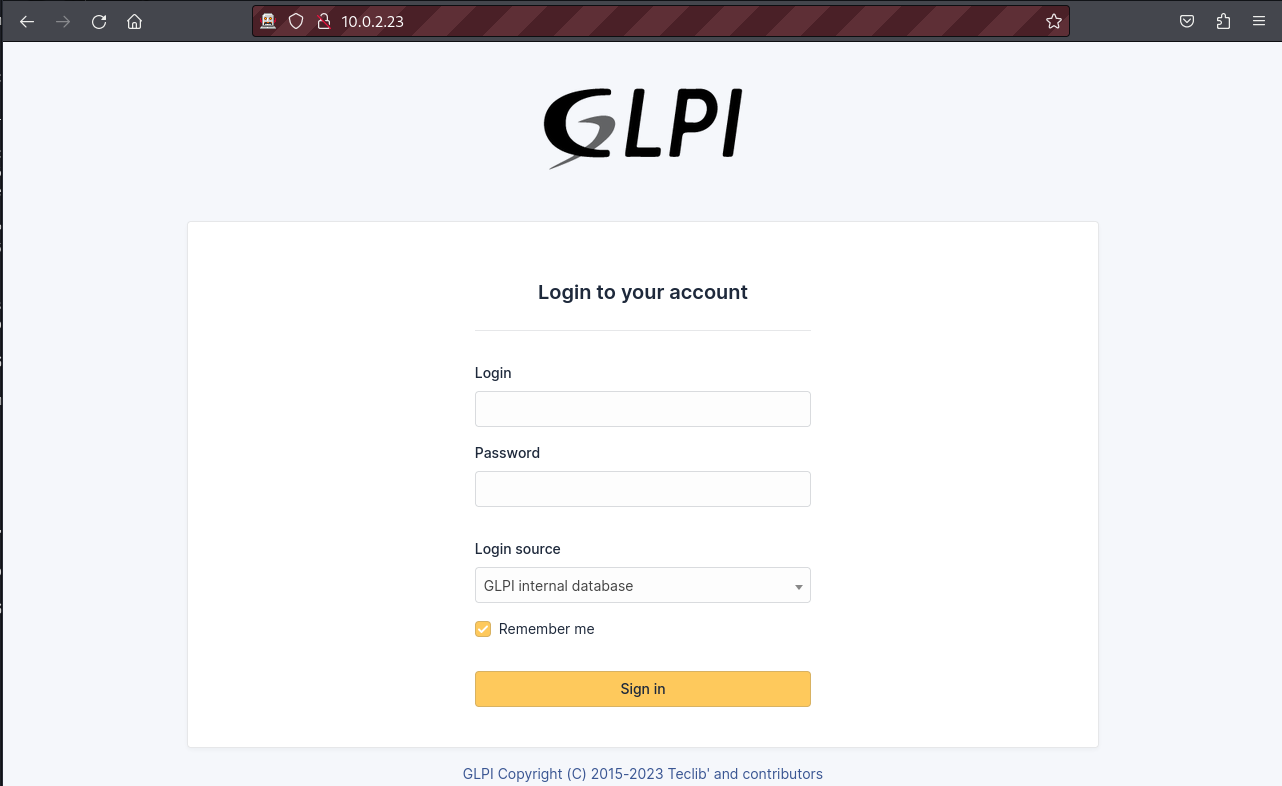 10.0.2.23
GLPI
Login to your account
Login
Password
Login source
GLPI internal database
Remember me
Sign in
GLPI Copyright (C) 2015-2023 Teclib' and contributors